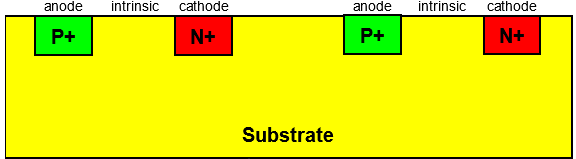 anode intrinsic cathode anode intrinsic cathode
P+ N+ P+ N+
Substrate